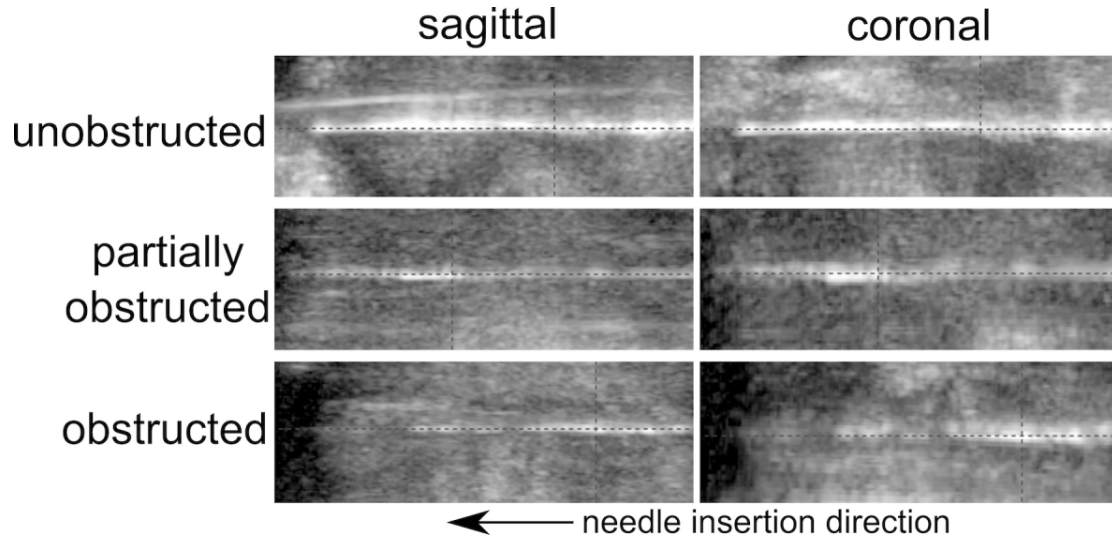 sagittal
coronal
unobstructed
partially
obstructed
obstructed
needle insertion direction